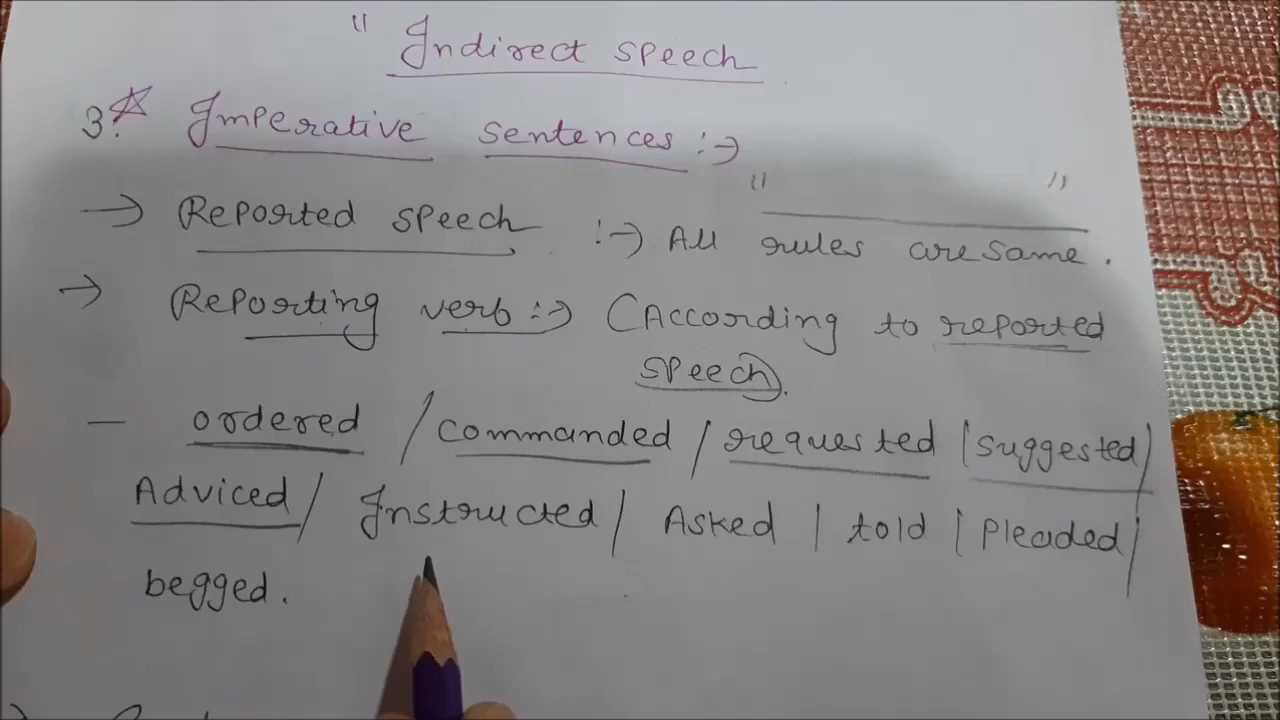 " Indirect speech
3.☆ Imperative sentences :→
→ Reported speech :→ All rules are same.
" "
→ Reporting verb :→ (According to reported
speech).
- ordered / commanded / requested / suggested /
Adviced / Instructed / Asked / told / Pleaded /
begged.